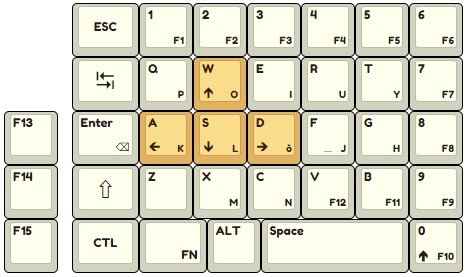 ESC 1 F1 2 F2 3 F3 4 F4 5 F5 6 F6
⇤ ⇥ Q P W ↑ O E I R U T Y 7 F7
F13 Enter ⌫ A ← K S ↓ L D → ò F _ J G H 8 F8
F14 ⇧ Z X M C N V F12 B F11 9 F9
F15 CTL FN ALT Space 0 ↑ F10